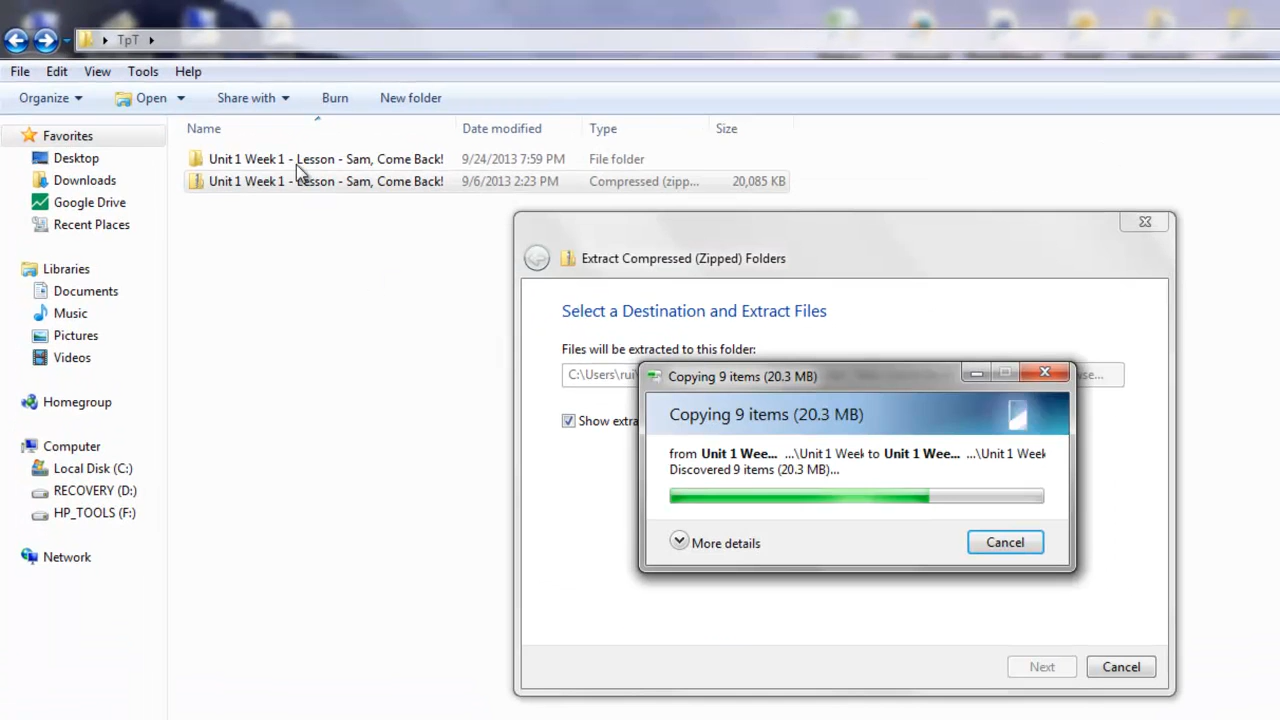 TpT
File Edit View Tools Help
Organize Open Share with Burn New folder
Name Date modified Type Size
Favorites
Desktop
Downloads
Google Drive
Recent Places
Libraries
Documents
Music
Pictures
Videos
Homegroup
Computer
Local Disk (C:)
RECOVERY (D:)
HP_TOOLS (F:)
Network
Unit 1 Week 1 - Lesson - Sam, Come Back! 9/24/2013 7:59 PM File folder
Unit 1 Week 1 - Lesson - Sam, Come Back! 9/6/2013 2:23 PM Compressed (zipp... 20,085 KB
Extract Compressed (Zipped) Folders
Select a Destination and Extract Files
Files will be extracted to this folder:
C:\Users\rui
Show extra
Copying 9 items (20.3 MB)
Copying 9 items (20.3 MB)
from Unit 1 Wee... ...\Unit 1 Week to Unit 1 Wee... ...\Unit 1 Week
Discovered 9 items (20.3 MB)...
More details Cancel
Next Cancel